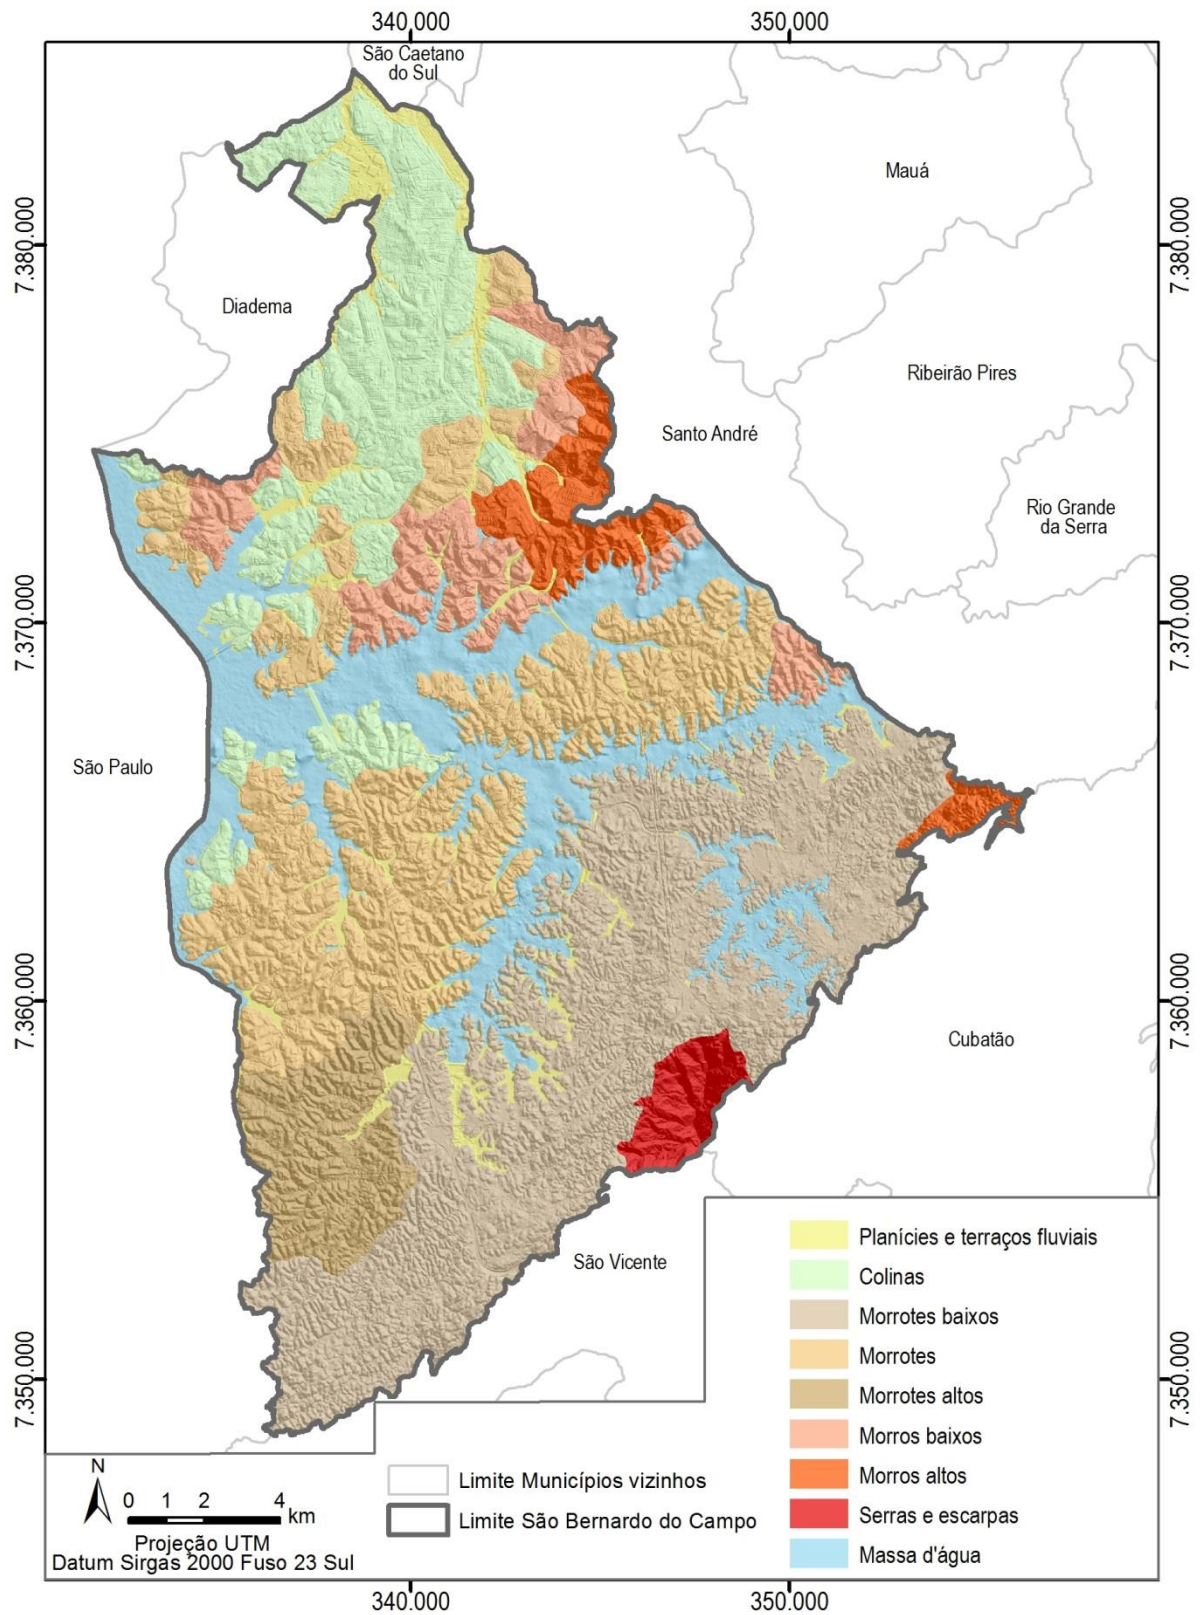 340.000
350.000
São Caetano
do Sul
Mauá
7.380.000
7.380.000
Diadema
Ribeirão Pires
Santo André
Rio Grande
da Serra
7.370.000
7.370.000
São Paulo
7.360.000
7.360.000
Cubatão
São Vicente
Planícies e terraços fluviais
Colinas
Morrotes baixos
Morrotes
7.350.000
7.350.000
Morrotes altos
Morros baixos
Morros altos
Serras e escarpas
Massa d'água
N
0 1 2 4
km
Projeção UTM
Datum Sirgas 2000 Fuso 23 Sul
Limite Municípios vizinhos
Limite São Bernardo do Campo
340.000
350.000